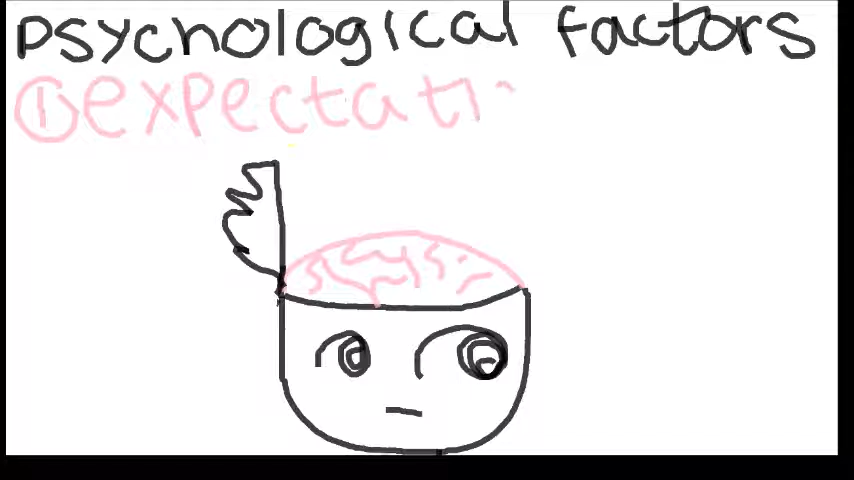 psychological factors
① expectati